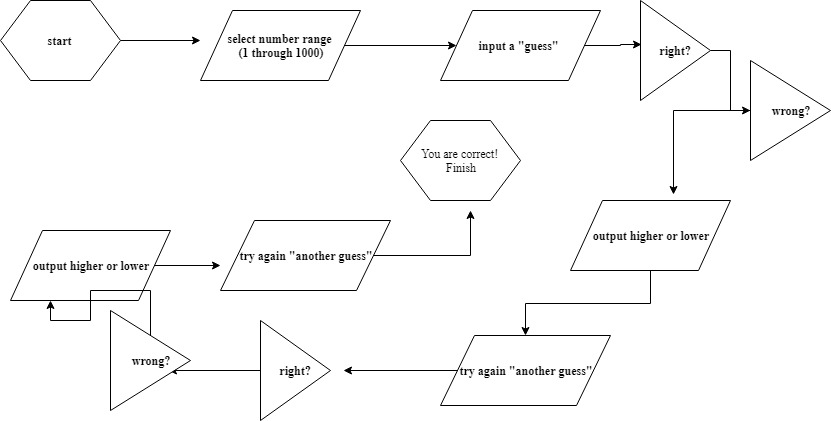 start
select number range
(1 through 1000)
input a "guess"
right?
wrong?
You are correct!
Finish
output higher or lower
output higher or lower
try again "another guess"
try again "another guess"
right?
wrong?